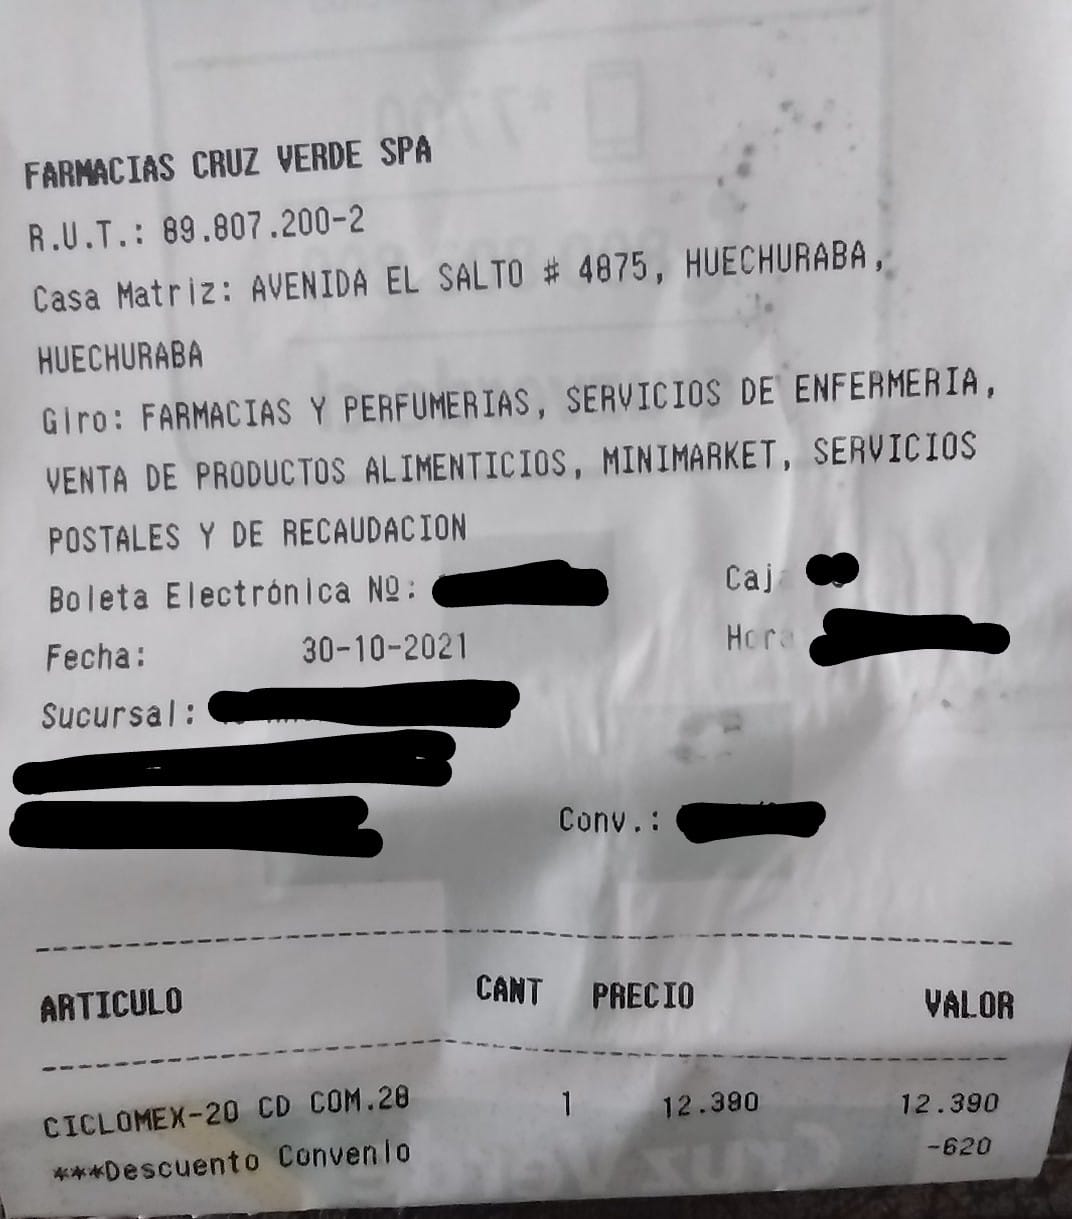 FARMACIAS CRUZ VERDE SPA
R.U.T.: 89.807.200-2
Casa Matriz: AVENIDA EL SALTO # 4875, HUECHURABA,
HUECHURABA
Giro: FARMACIAS Y PERFUMERIAS, SERVICIOS DE ENFERMERIA,
VENTA DE PRODUCTOS ALIMENTICIOS, MINIMARKET, SERVICIOS
POSTALES Y DE RECAUDACION
Boleta Electrónica Nº: Caja
Fecha: 30-10-2021 Hora
Sucursal:
Conv.:
ARTICULO CANT PRECIO VALOR
CICLOMEX-20 CD COM.28 1 12.390 12.390
***Descuento Convenio -620